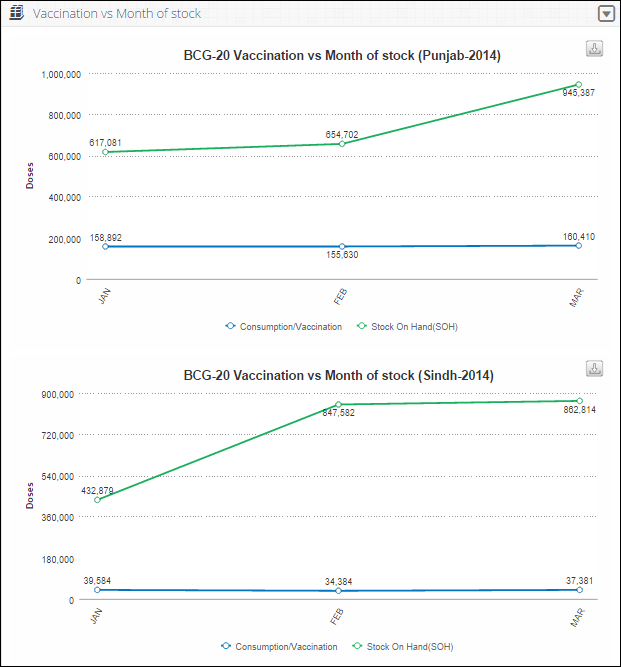 Vaccination vs Month of stock
BCG-20 Vaccination vs Month of stock (Punjab-2014)
1,000,000
800,000
600,000
400,000
200,000
0
Doses
617,081
654,702
945,387
158,892
155,630
160,410
JAN
FEB
MAR
Consumption/Vaccination
Stock On Hand(SOH)
BCG-20 Vaccination vs Month of stock (Sindh-2014)
900,000
720,000
540,000
360,000
180,000
0
Doses
432,879
847,582
862,814
39,584
34,384
37,381
JAN
FEB
MAR
Consumption/Vaccination
Stock On Hand(SOH)